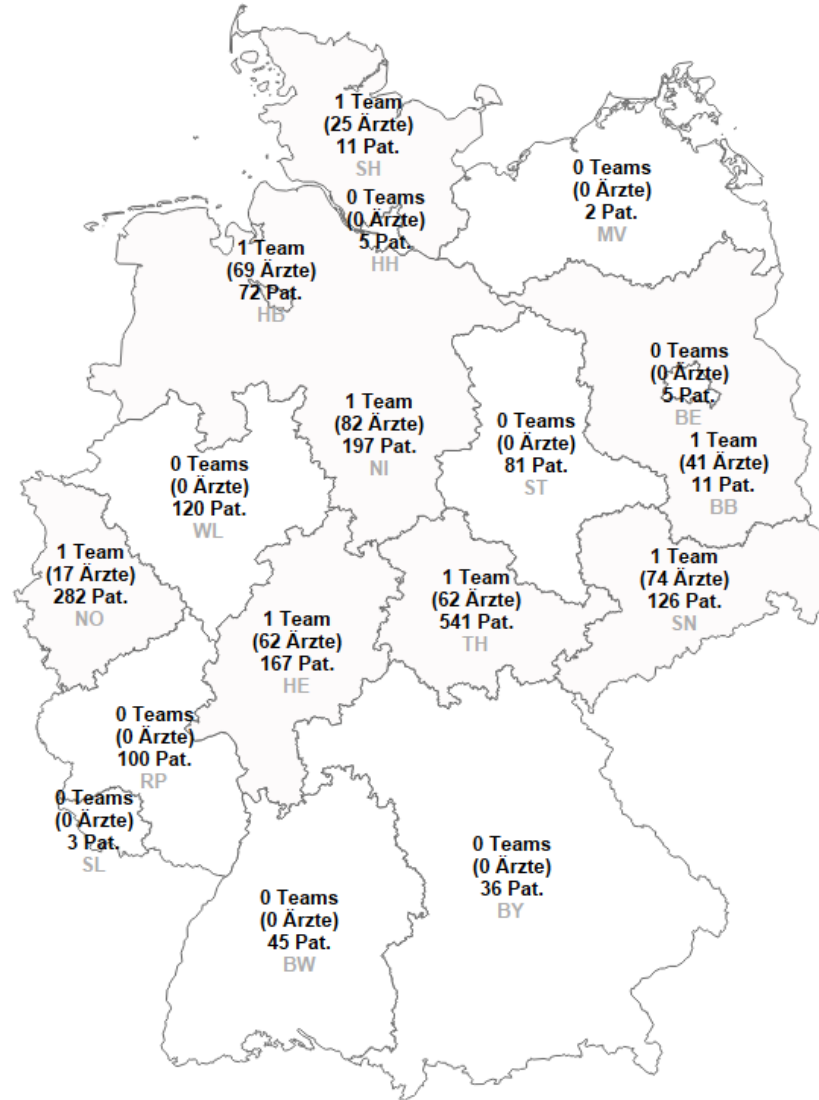 1 Team
(25 Ärzte)
11 Pat.
SH
0 Teams
(0 Ärzte)
2 Pat.
MV
0 Teams
(0 Ärzte)
5 Pat.
HH
1 Team
(69 Ärzte)
72 Pat.
HB
0 Teams
(0 Ärzte)
5 Pat.
BE
1 Team
(82 Ärzte)
197 Pat.
NI
0 Teams
(0 Ärzte)
81 Pat.
ST
1 Team
(41 Ärzte)
11 Pat.
BB
0 Teams
(0 Ärzte)
120 Pat.
WL
1 Team
(17 Ärzte)
282 Pat.
NO
1 Team
(62 Ärzte)
167 Pat.
HE
1 Team
(62 Ärzte)
541 Pat.
TH
1 Team
(74 Ärzte)
126 Pat.
SN
0 Teams
(0 Ärzte)
100 Pat.
RP
0 Teams
(0 Ärzte)
3 Pat.
SL
0 Teams
(0 Ärzte)
36 Pat.
BY
0 Teams
(0 Ärzte)
45 Pat.
BW